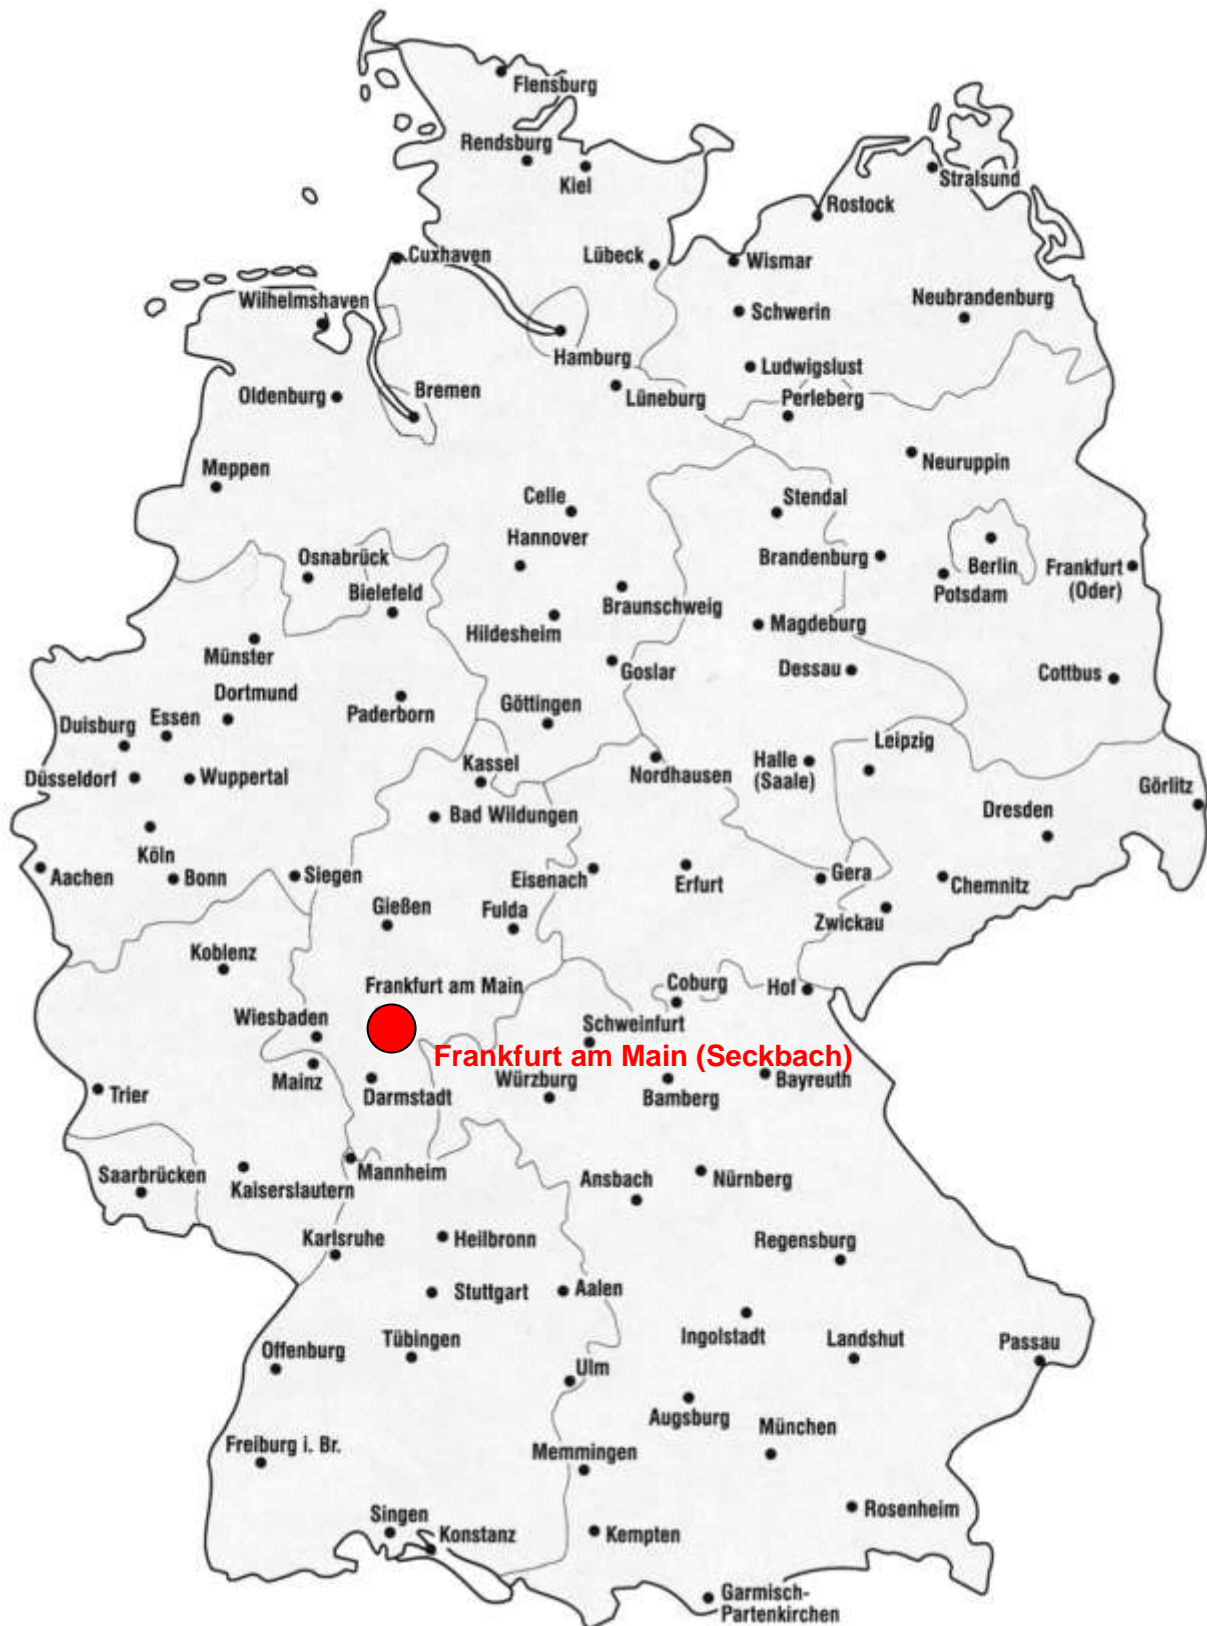 Flensburg
Rendsburg
Kiel
Stralsund
Rostock
Cuxhaven
Lübeck
Wismar
Wilhelmshaven
Schwerin
Neubrandenburg
Hamburg
Ludwigslust
Oldenburg
Bremen
Lüneburg
Perleberg
Meppen
Neuruppin
Celle
Stendal
Hannover
Osnabrück
Brandenburg
Berlin
Frankfurt
(Oder)
Bielefeld
Potsdam
Braunschweig
Hildesheim
Magdeburg
Münster
Goslar
Dessau
Cottbus
Dortmund
Paderborn
Göttingen
Duisburg
Essen
Leipzig
Kassel
Nordhausen
Halle
(Saale)
Düsseldorf
Wuppertal
Görlitz
Bad Wildungen
Dresden
Köln
Aachen
Bonn
Siegen
Eisenach
Erfurt
Gera
Chemnitz
Gießen
Fulda
Zwickau
Koblenz
Frankfurt am Main
Coburg
Hof
Wiesbaden
Schweinfurt
Frankfurt am Main (Seckbach)
Mainz
Würzburg
Bayreuth
Trier
Darmstadt
Bamberg
Saarbrücken
Mannheim
Ansbach
Nürnberg
Kaiserslautern
Karlsruhe
Heilbronn
Regensburg
Stuttgart
Aalen
Tübingen
Ingolstadt
Landshut
Passau
Offenburg
Ulm
Augsburg
München
Freiburg i. Br.
Memmingen
Rosenheim
Singen
Konstanz
Kempten
Garmisch-
Partenkirchen